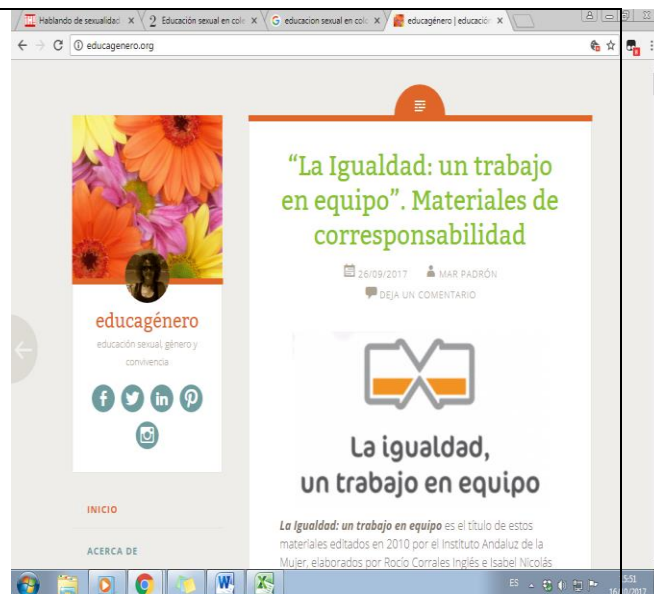 Hablando de sexualidad
Educación sexual en cole
educacion sexual en colo
educagénero | educación
educagenero.org
"La Igualdad: un trabajo
en equipo". Materiales de
corresponsabilidad
26/09/2017 MAR PADRÓN
DEJA UN COMENTARIO
educagénero
educación sexual, género y
convivencia
La igualdad,
un trabajo en equipo
INICIO
ACERCA DE
La Igualdad: un trabajo en equipo es el título de estos
materiales editados en 2010 por el Instituto Andaluz de la
Mujer, elaborados por Rocío Corrales Inglés e Isabel Nicolás
ES